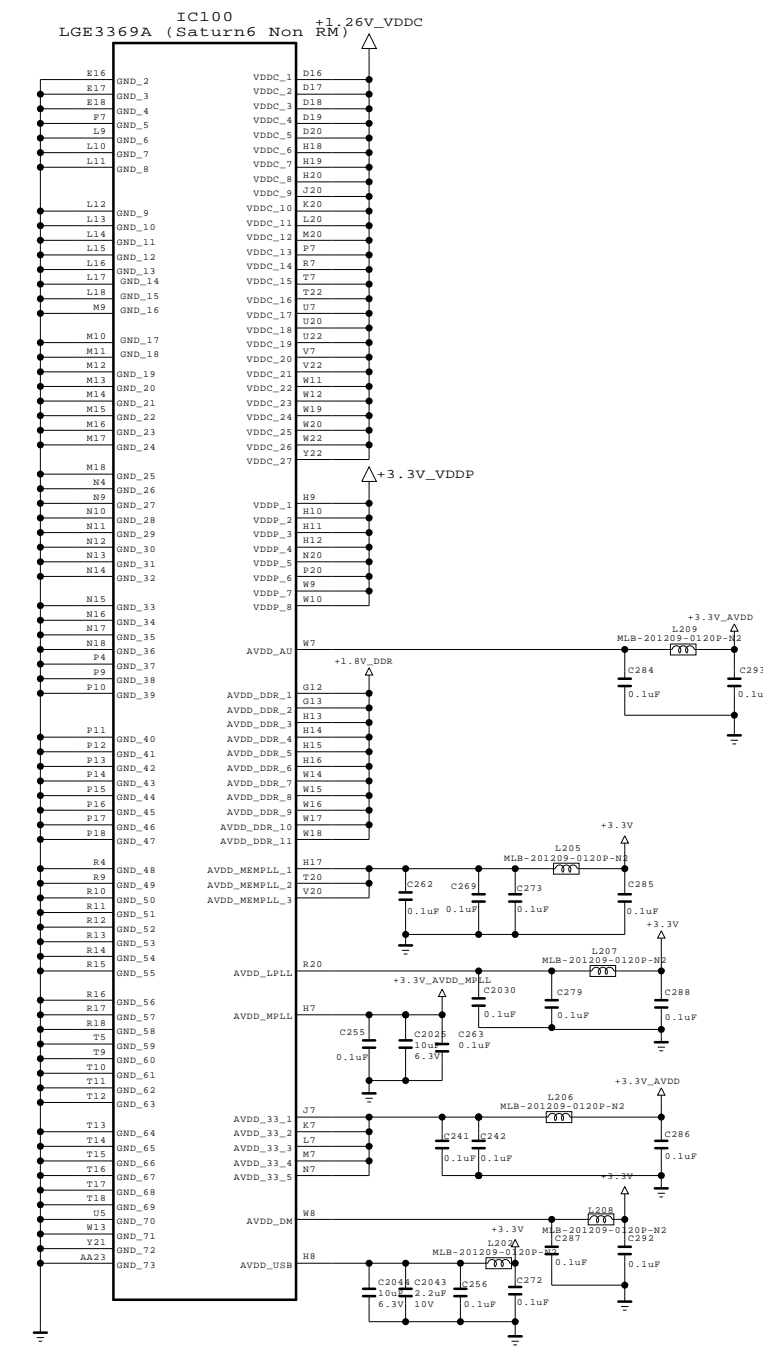 IC100
LGE3369A (Saturn6 Non RM)
+1.26V_VDDC
E16 GND_2
E17 GND_3
E18 GND_4
F7 GND_5
L9 GND_6
L10 GND_7
L11 GND_8
L12 GND_9
L13 GND_10
L14 GND_11
L15 GND_12
L16 GND_13
L17 GND_14
L18 GND_15
M9 GND_16
M10 GND_17
M11 GND_18
M12 GND_19
M13 GND_20
M14 GND_21
M15 GND_22
M16 GND_23
M17 GND_24
M18 GND_25
N4 GND_26
N9 GND_27
N10 GND_28
N11 GND_29
N12 GND_30
N13 GND_31
N14 GND_32
N15 GND_33
N16 GND_34
N17 GND_35
N18 GND_36
P4 GND_37
P9 GND_38
P10 GND_39
P11 GND_40
P12 GND_41
P13 GND_42
P14 GND_43
P15 GND_44
P16 GND_45
P17 GND_46
P18 GND_47
R4 GND_48
R9 GND_49
R10 GND_50
R11 GND_51
R12 GND_52
R13 GND_53
R14 GND_54
R15 GND_55
R16 GND_56
R17 GND_57
R18 GND_58
T5 GND_59
T9 GND_60
T10 GND_61
T11 GND_62
T12 GND_63
T13 GND_64
T14 GND_65
T15 GND_66
T16 GND_67
T17 GND_68
T18 GND_69
U5 GND_70
W13 GND_71
Y21 GND_72
AA23 GND_73
VDDC_1 D16
VDDC_2 D17
VDDC_3 D18
VDDC_4 D19
VDDC_5 D20
VDDC_6 H18
VDDC_7 H19
VDDC_8 H20
VDDC_9 J20
VDDC_10 K20
VDDC_11 L20
VDDC_12 M20
VDDC_13 P7
VDDC_14 R7
VDDC_15 T7
VDDC_16 T22
VDDC_17 U7
VDDC_18 U20
VDDC_19 U22
VDDC_20 V7
VDDC_21 V22
VDDC_22 W11
VDDC_23 W12
VDDC_24 W19
VDDC_25 W20
VDDC_26 W22
VDDC_27 Y22
+3.3V_VDDP
VDDP_1 H9
VDDP_2 H10
VDDP_3 H11
VDDP_4 H12
VDDP_5 N20
VDDP_6 P20
VDDP_7 W9
VDDP_8 W10
AVDD_AU W7
+3.3V_AVDD
L209
MLB-201209-0120P-N2
C284
0.1uF
C293
0.1u
+1.8V_DDR
AVDD_DDR_1 G12
AVDD_DDR_2 G13
AVDD_DDR_3 H13
AVDD_DDR_4 H14
AVDD_DDR_5 H15
AVDD_DDR_6 H16
AVDD_DDR_7 W14
AVDD_DDR_8 W15
AVDD_DDR_9 W16
AVDD_DDR_10 W17
AVDD_DDR_11 W18
AVDD_MEMPLL_1 H17
AVDD_MEMPLL_2 T20
AVDD_MEMPLL_3 V20
+3.3V
L205
MLB-201209-0120P-N2
C262
0.1uF
C269
0.1uF
C273
0.1uF
C285
0.1uF
AVDD_LPLL R20
+3.3V
L207
MLB-201209-0120P-N2
C2030
0.1uF
C279
0.1uF
C288
0.1uF
AVDD_MPLL H7
+3.3V_AVDD_MPLL
C255
0.1uF
C2025
10uF
6.3V
C263
0.1uF
AVDD_33_1 J7
AVDD_33_2 K7
AVDD_33_3 L7
AVDD_33_4 M7
AVDD_33_5 N7
+3.3V_AVDD
L206
MLB-201209-0120P-N2
C241
0.1uF
C242
0.1uF
C286
0.1uF
AVDD_DM W8
+3.3V
L208
MLB-201209-0120P-N2
C287
0.1uF
C292
0.1uF
AVDD_USB H8
+3.3V
L202
MLB-201209-0120P-N2
C2044
10uF
6.3V
C2043
2.2uF
10V
C256
0.1uF
C272
0.1uF